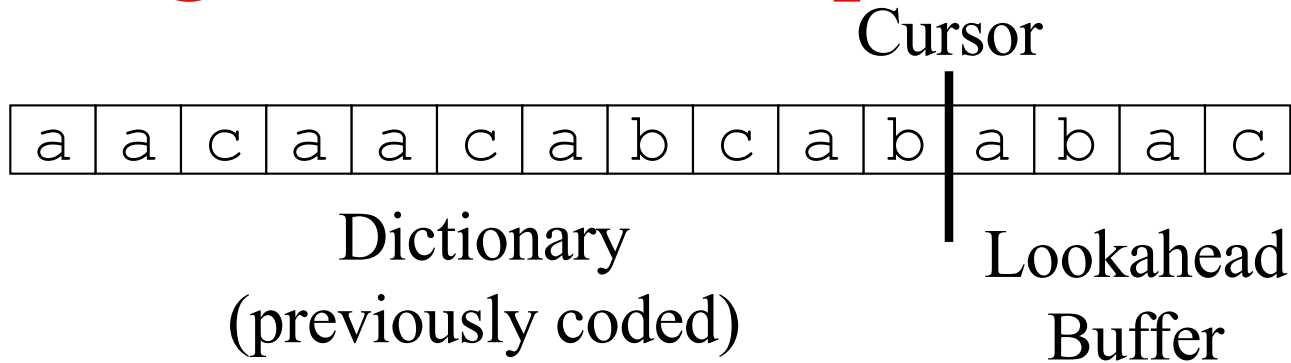 Cursor
a a c a a c a b c a b a b a c
Dictionary
(previously coded)
Lookahead
Buffer